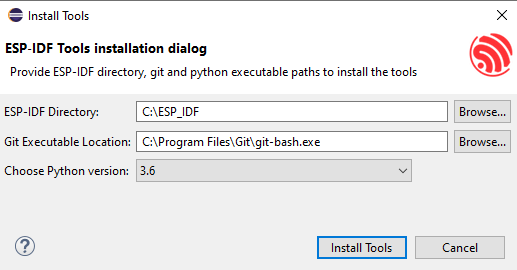 Install Tools
ESP-IDF Tools installation dialog
Provide ESP-IDF directory, git and python executable paths to install the tools
ESP-IDF Directory: C:\ESP_IDF Browse...
Git Executable Location: C:\Program Files\Git\git-bash.exe Browse...
Choose Python version: 3.6
? Install Tools Cancel